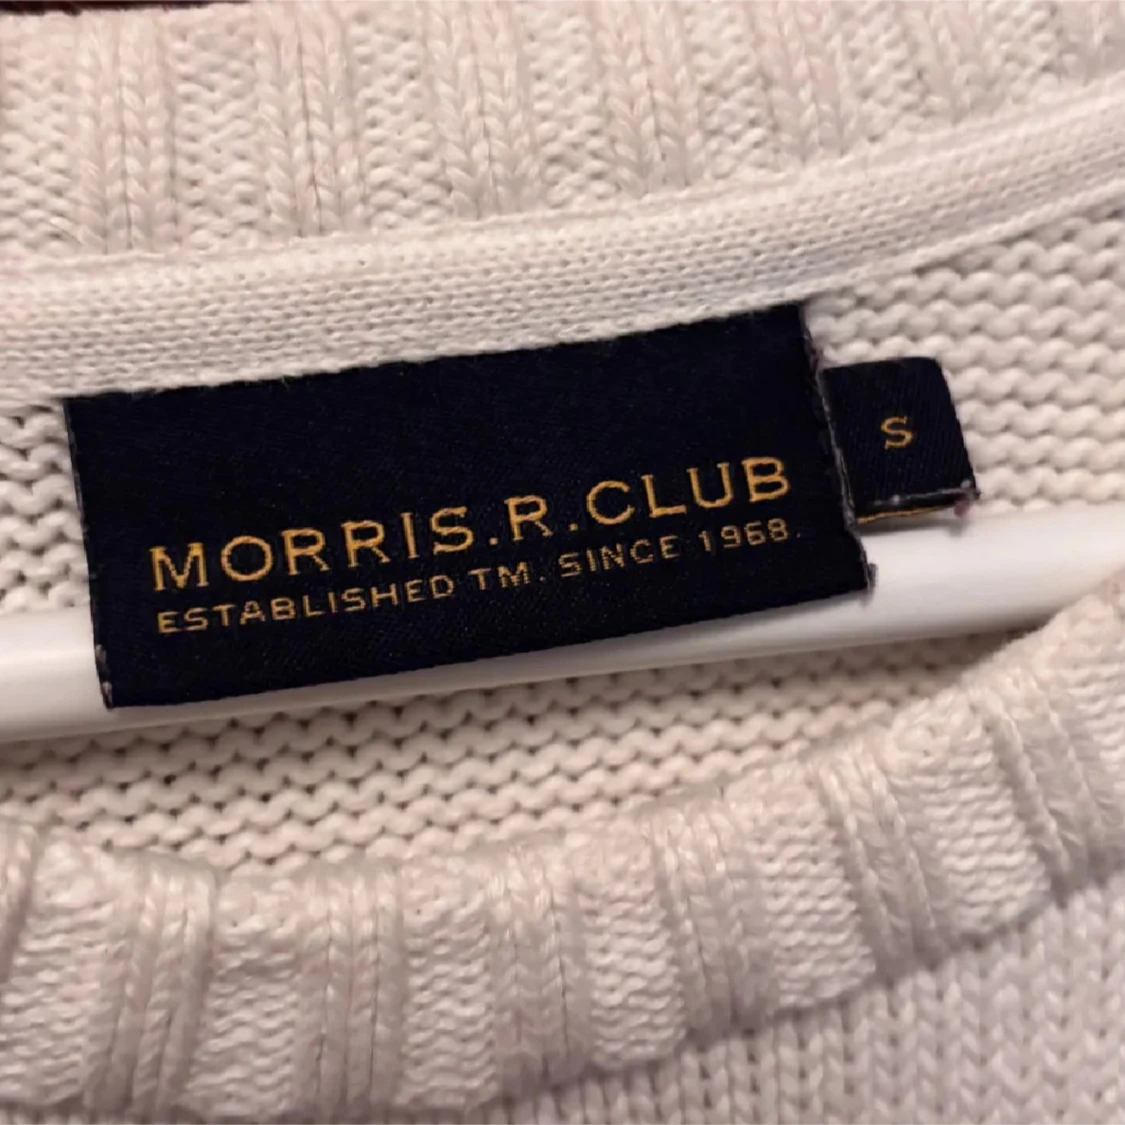 MORRIS.R.CLUB
ESTABLISHED TM. SINCE 1968.
S